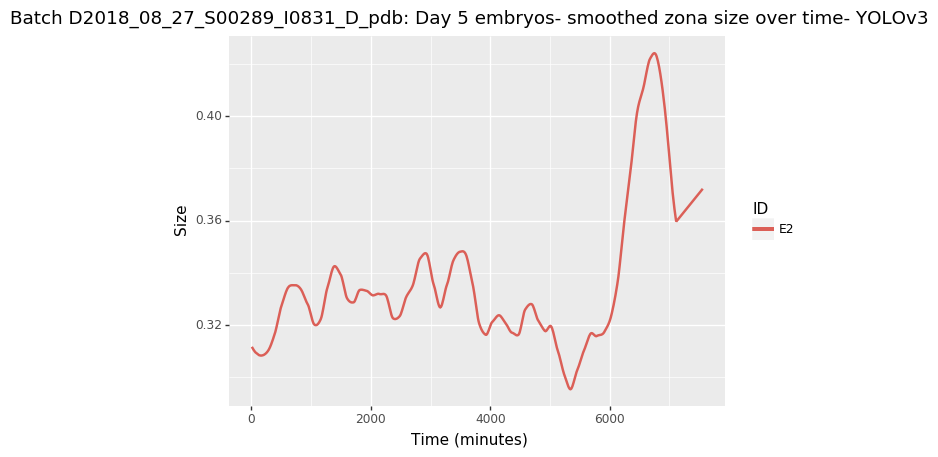 Batch D2018_08_27_S00289_I0831_D_pdb: Day 5 embryos- smoothed zona size over time- YOLOv3
0.40
0.36
0.32
Size
0 2000 4000 6000
Time (minutes)
ID
E2